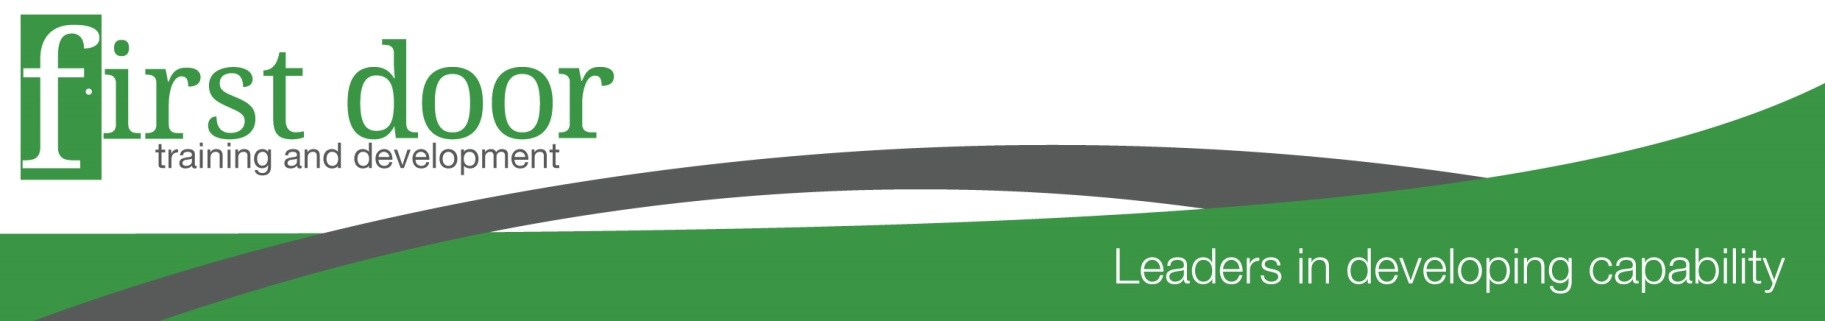 first door
training and development
Leaders in developing capability